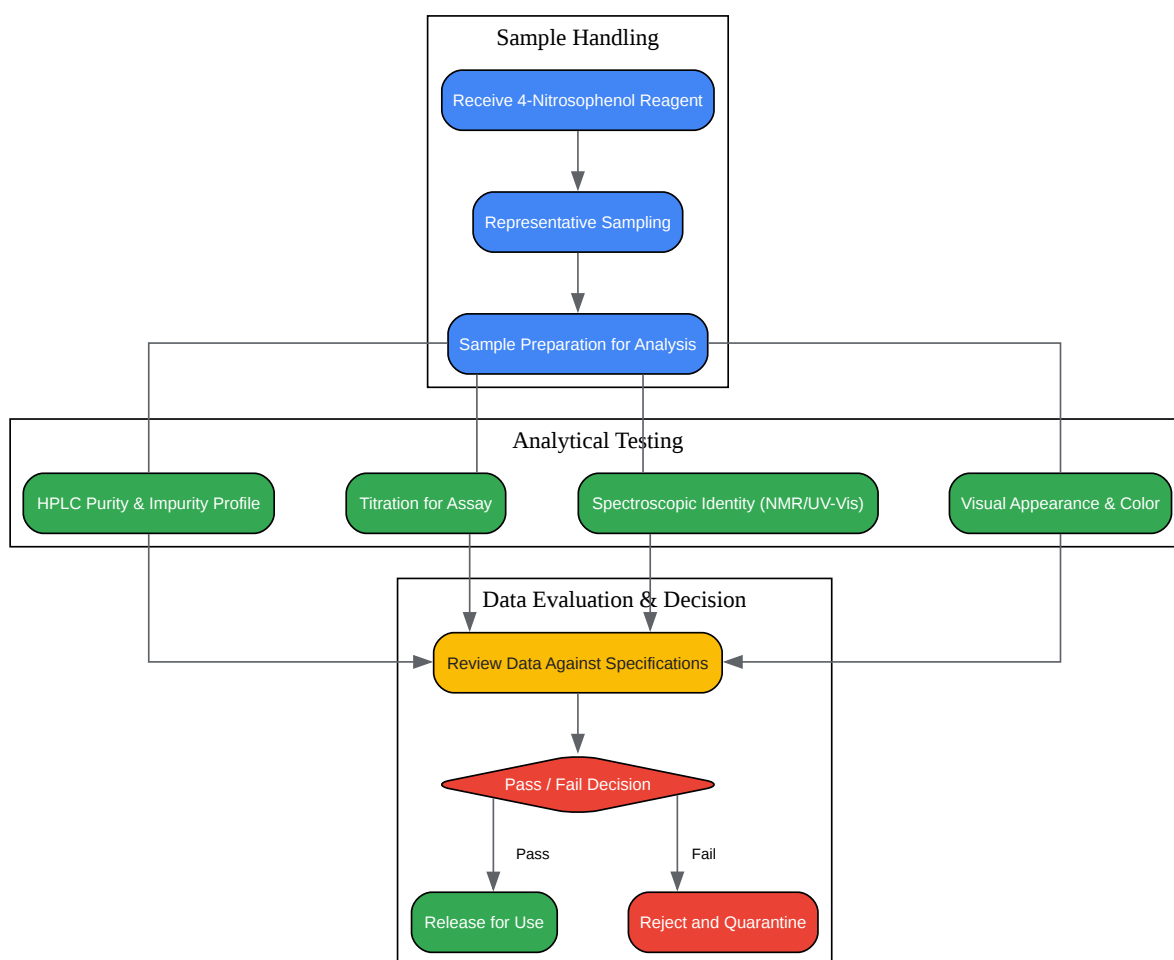 Sample Handling
Receive 4-Nitrosophenol Reagent
Representative Sampling
Sample Preparation for Analysis
Analytical Testing
HPLC Purity & Impurity Profile
Titration for Assay
Spectroscopic Identity (NMR/UV-Vis)
Visual Appearance & Color
Data Evaluation & Decision
Review Data Against Specifications
Pass / Fail Decision
Pass
Fail
Release for Use
Reject and Quarantine